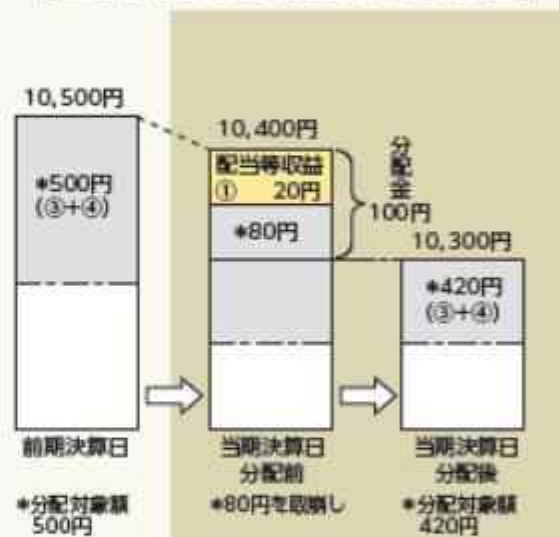 10,500円
*500円
(③+④)
前期決算日
*分配対象額
500円
10,400円
配当等収益
① 20円
*80円
分配金
100円
当期決算日
分配前
*80円を取崩し
10,300円
*420円
(③+④)
当期決算日
分配後
*分配対象額
420円